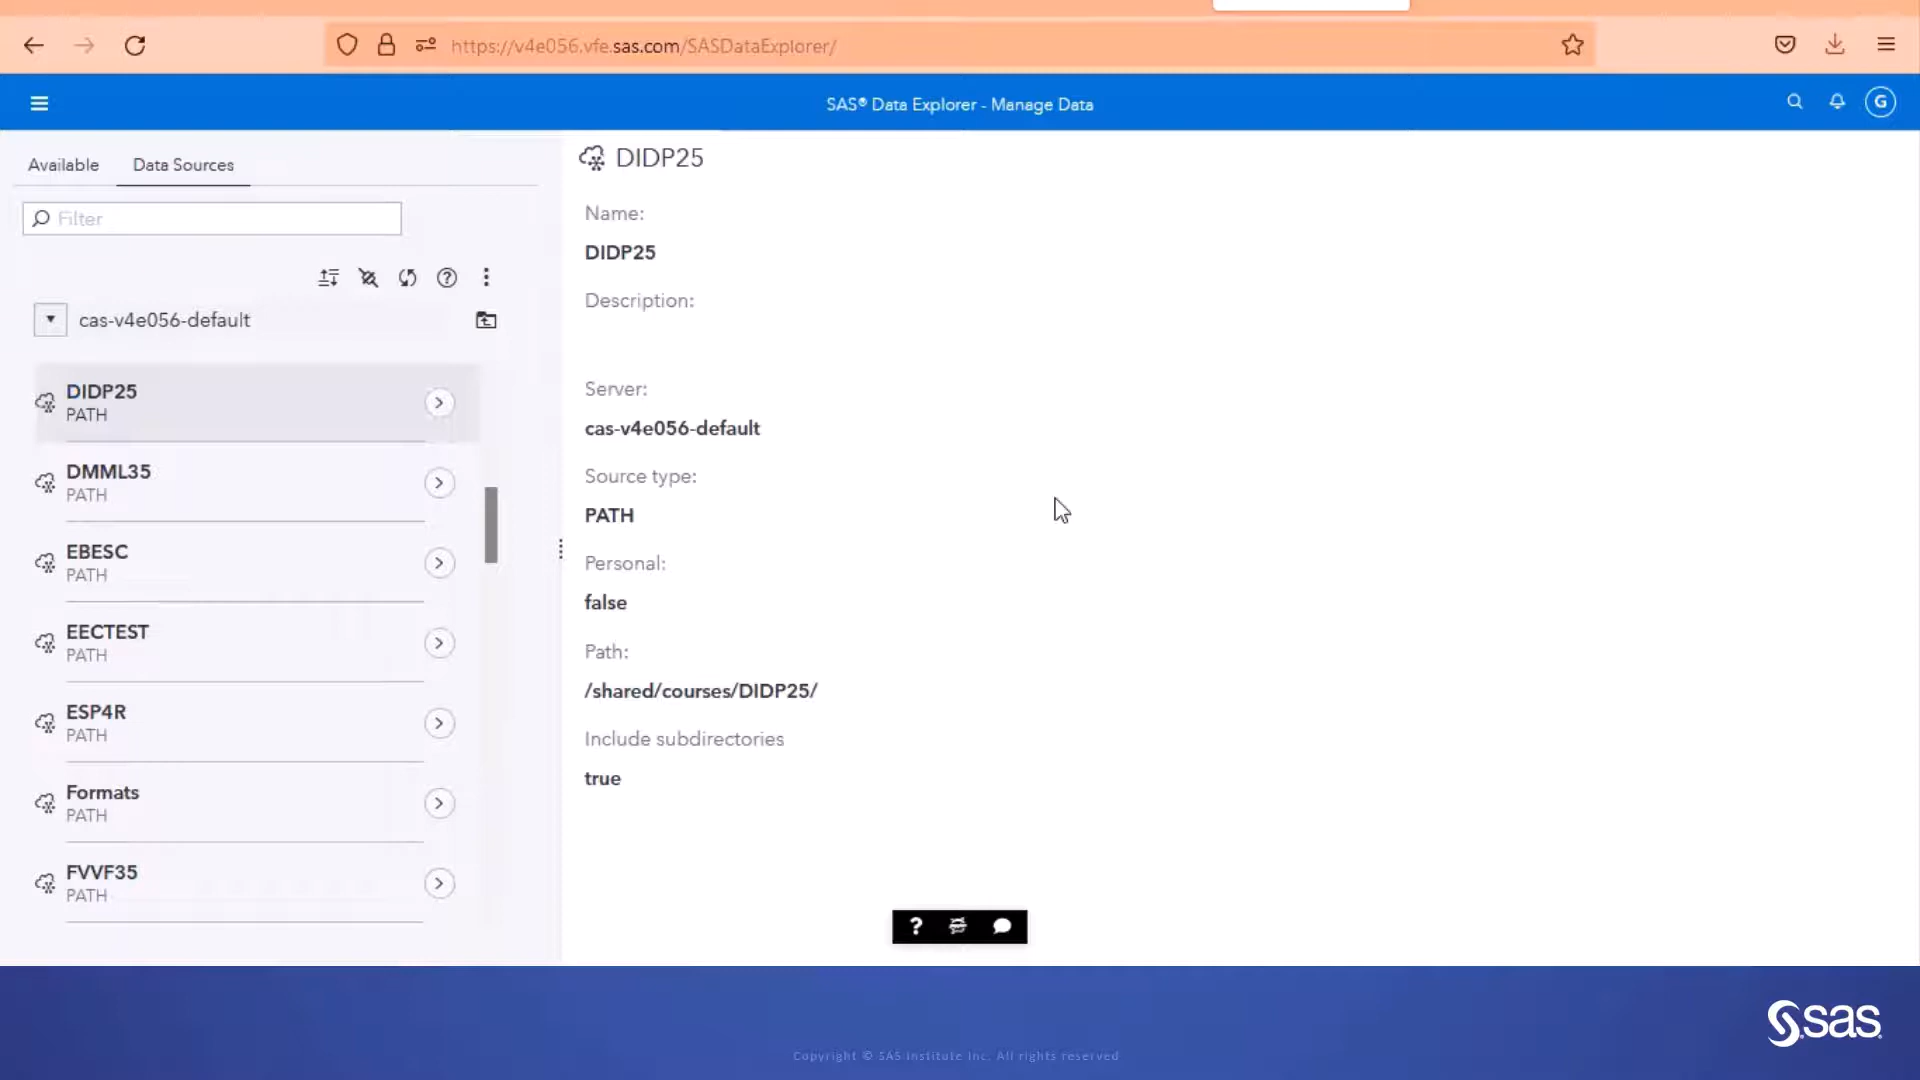 https://v4e056.vfe.sas.com/SASDataExplorer/
SAS® Data Explorer - Manage Data
G
Available
Data Sources
Filter
cas-v4e056-default
DIDP25
PATH
DMML35
PATH
EBESC
PATH
EECTEST
PATH
ESP4R
PATH
Formats
PATH
FVVF35
PATH
DIDP25
Name:
DIDP25
Description:
Server:
cas-v4e056-default
Source type:
PATH
Personal:
false
Path:
/shared/courses/DIDP25/
Include subdirectories
true
?
sas
Copyright © SAS Institute Inc. All rights reserved